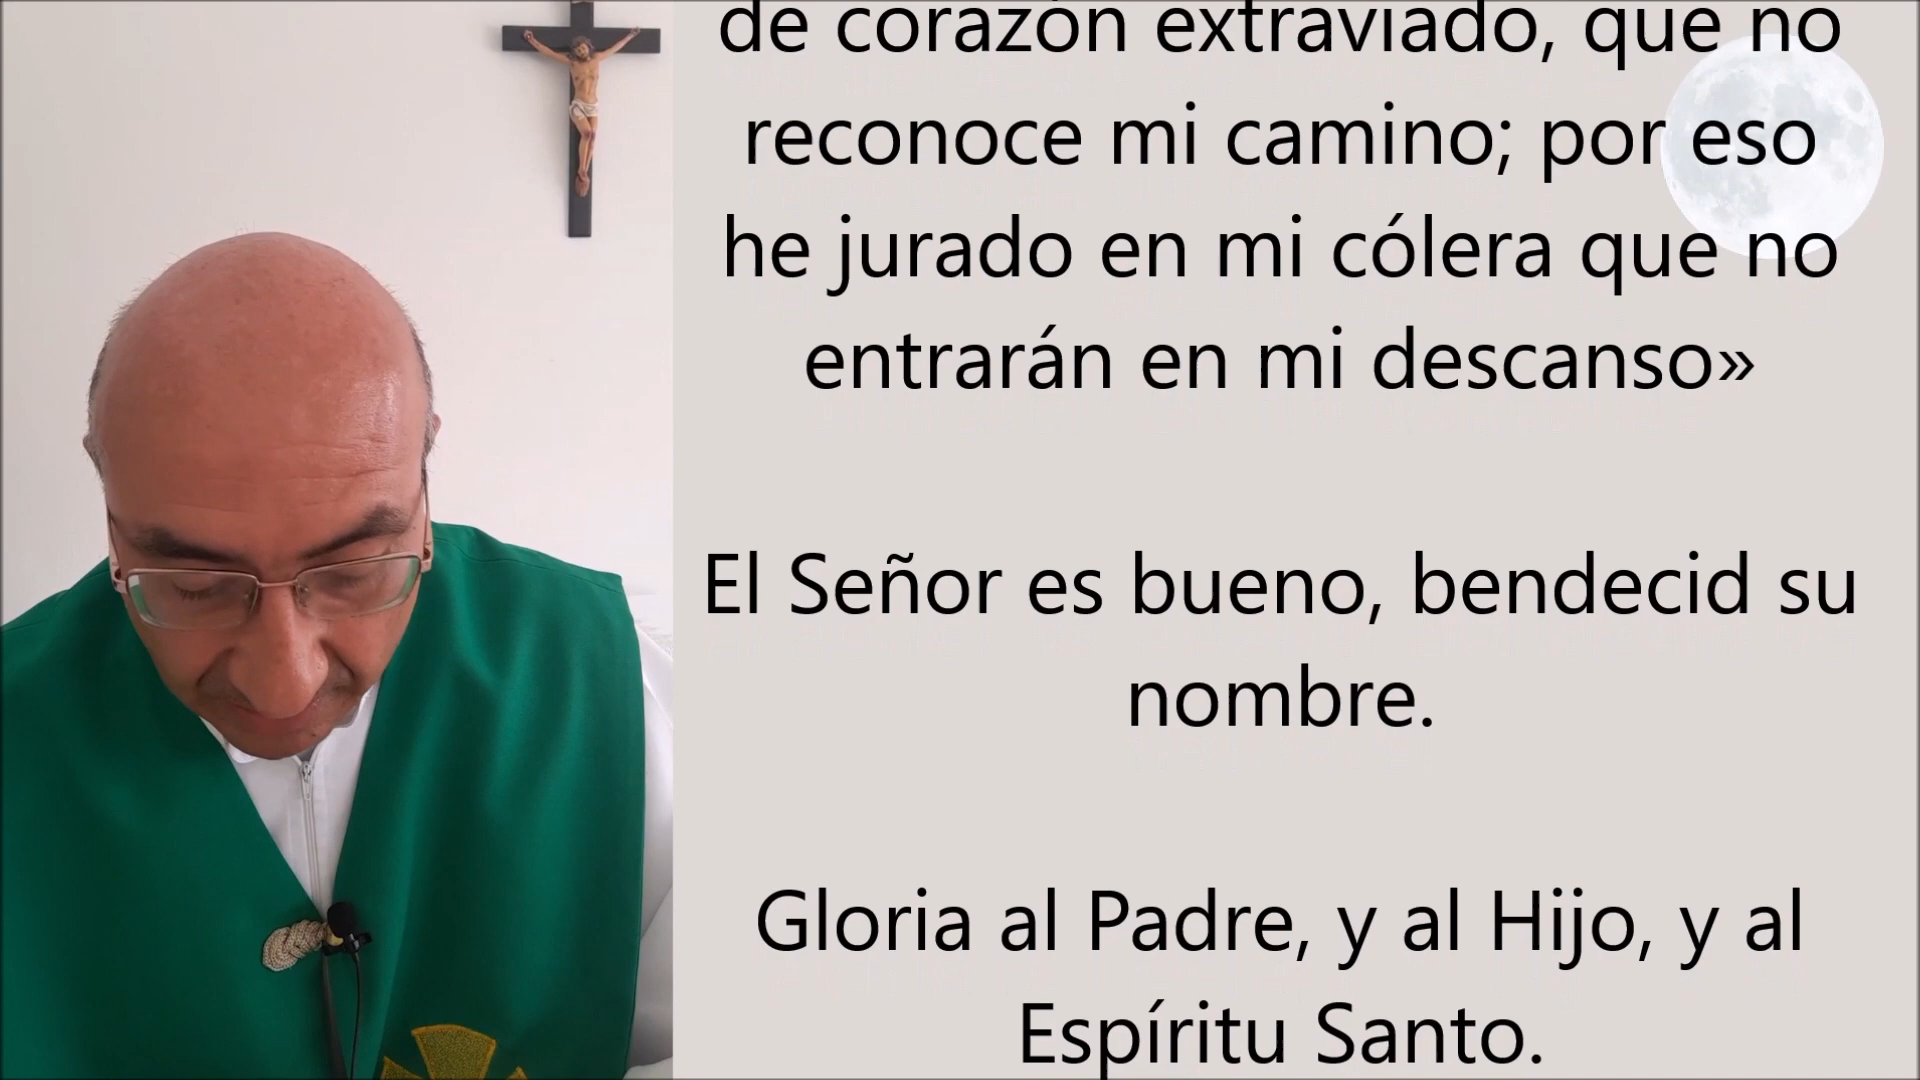 de corazón extraviado, que no
reconoce mi camino; por eso
he jurado en mi cólera que no
entrarán en mi descanso»
El Señor es bueno, bendecid su
nombre.
Gloria al Padre, y al Hijo, y al
Espíritu Santo.